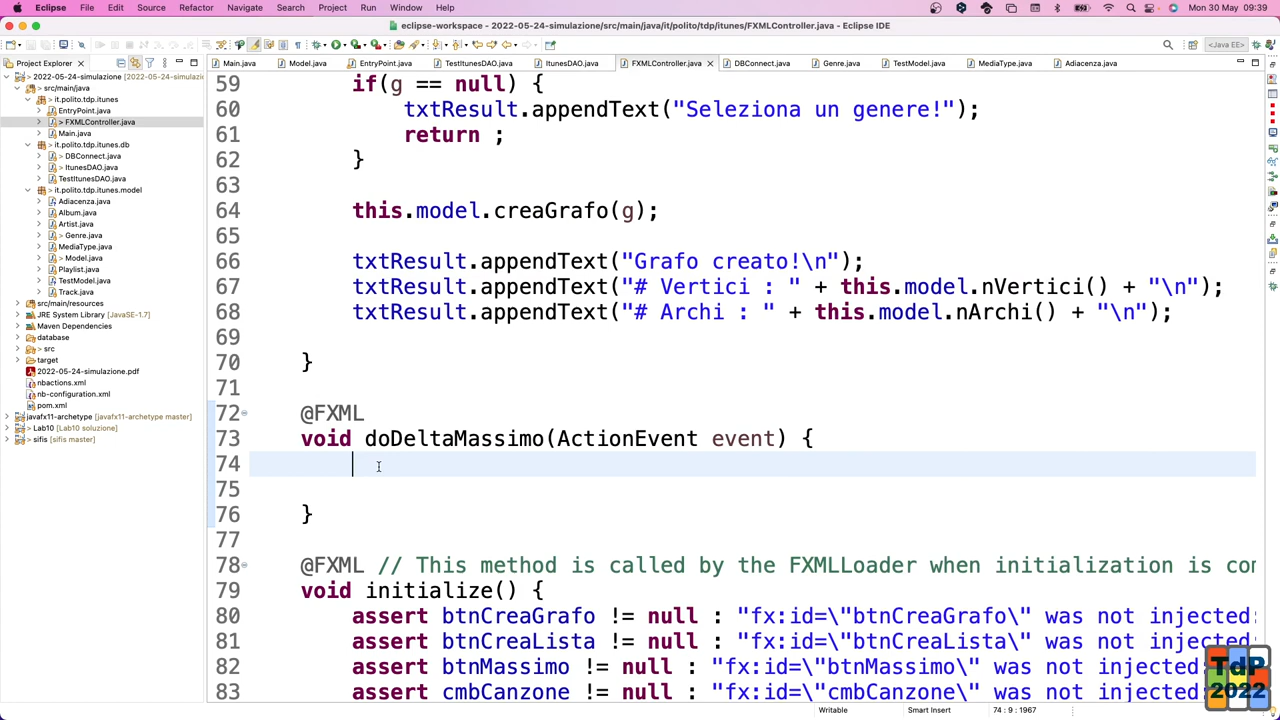 Eclipse File Edit Source Refactor Navigate Search Project Run Window Help Mon 30 May 09:39
eclipse-workspace - 2022-05-24-simulazione/src/main/java/it/polito/tdp/itunes/FXMLController.java - Eclipse IDE
<Java EE>
Project Explorer
Main.java Model.java EntryPoint.java TestItunesDAO.java ItunesDAO.java FXMLController.java DBConnect.java Genre.java TestModel.java MediaType.java Adiacenza.java
> 2022-05-24-simulazione (2022-05-24-simulazi
> src/main/java
> it.polito.tdp.itunes
EntryPoint.java
> FXMLController.java
Main.java
> it.polito.tdp.itunes.db
> DBConnect.java
> ItunesDAO.java
TestItunesDAO.java
> it.polito.tdp.itunes.model
Adiacenza.java
Album.java
Artist.java
> Genre.java
MediaType.java
> Model.java
Playlist.java
TestModel.java
Track.java
src/main/resources
JRE System Library [JavaSE-1.7]
Maven Dependencies
database
> src
target
2022-05-24-simulazione.pdf
nbactions.xml
nb-configuration.xml
pom.xml
javafx11-archetype (javafx11-archetype master)
> Lab10 (Lab10 soluzione)
> sifis (sifis master)
59 if(g == null) {
60 txtResult.appendText("Seleziona un genere!");
61 return ;
62 }
63
64 this.model.creaGrafo(g);
65
66 txtResult.appendText("Grafo creato!\n");
67 txtResult.appendText("# Vertici : " + this.model.nVertici() + "\n");
68 txtResult.appendText("# Archi : " + this.model.nArchi() + "\n");
69
70 }
71
72 @FXML
73 void doDeltaMassimo(ActionEvent event) {
74
75
76 }
77
78 @FXML // This method is called by the FXMLLoader when initialization is com
79 void initialize() {
80 assert btnCreaGrafo != null : "fx:id=\"btnCreaGrafo\" was not injected:
81 assert btnCreaLista != null : "fx:id=\"btnCreaLista\" was not injected:
82 assert btnMassimo != null : "fx:id=\"btnMassimo\" was not injected:
83 assert cmbCanzone != null : "fx:id=\"cmbCanzone\" was not injected:
TdP
2022
Writable Smart Insert 74 : 9 : 1967